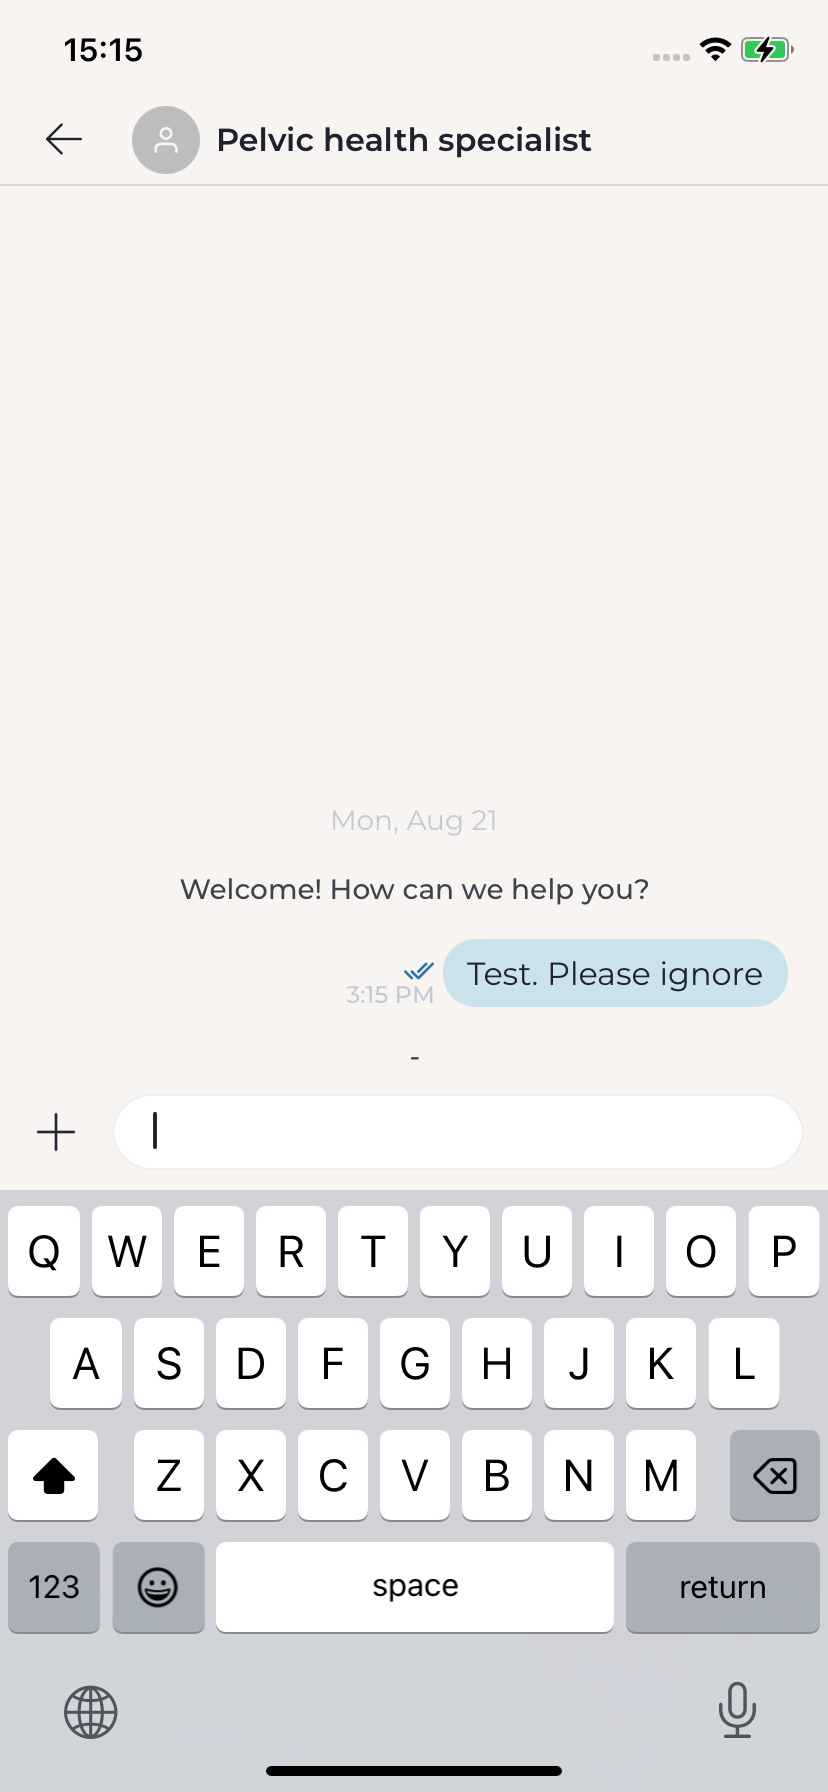 15:15
Pelvic health specialist
Mon, Aug 21
Welcome! How can we help you?
Test. Please ignore
3:15 PM
-
Q W E R T Y U I O P
A S D F G H J K L
Z X C V B N M
123 space return